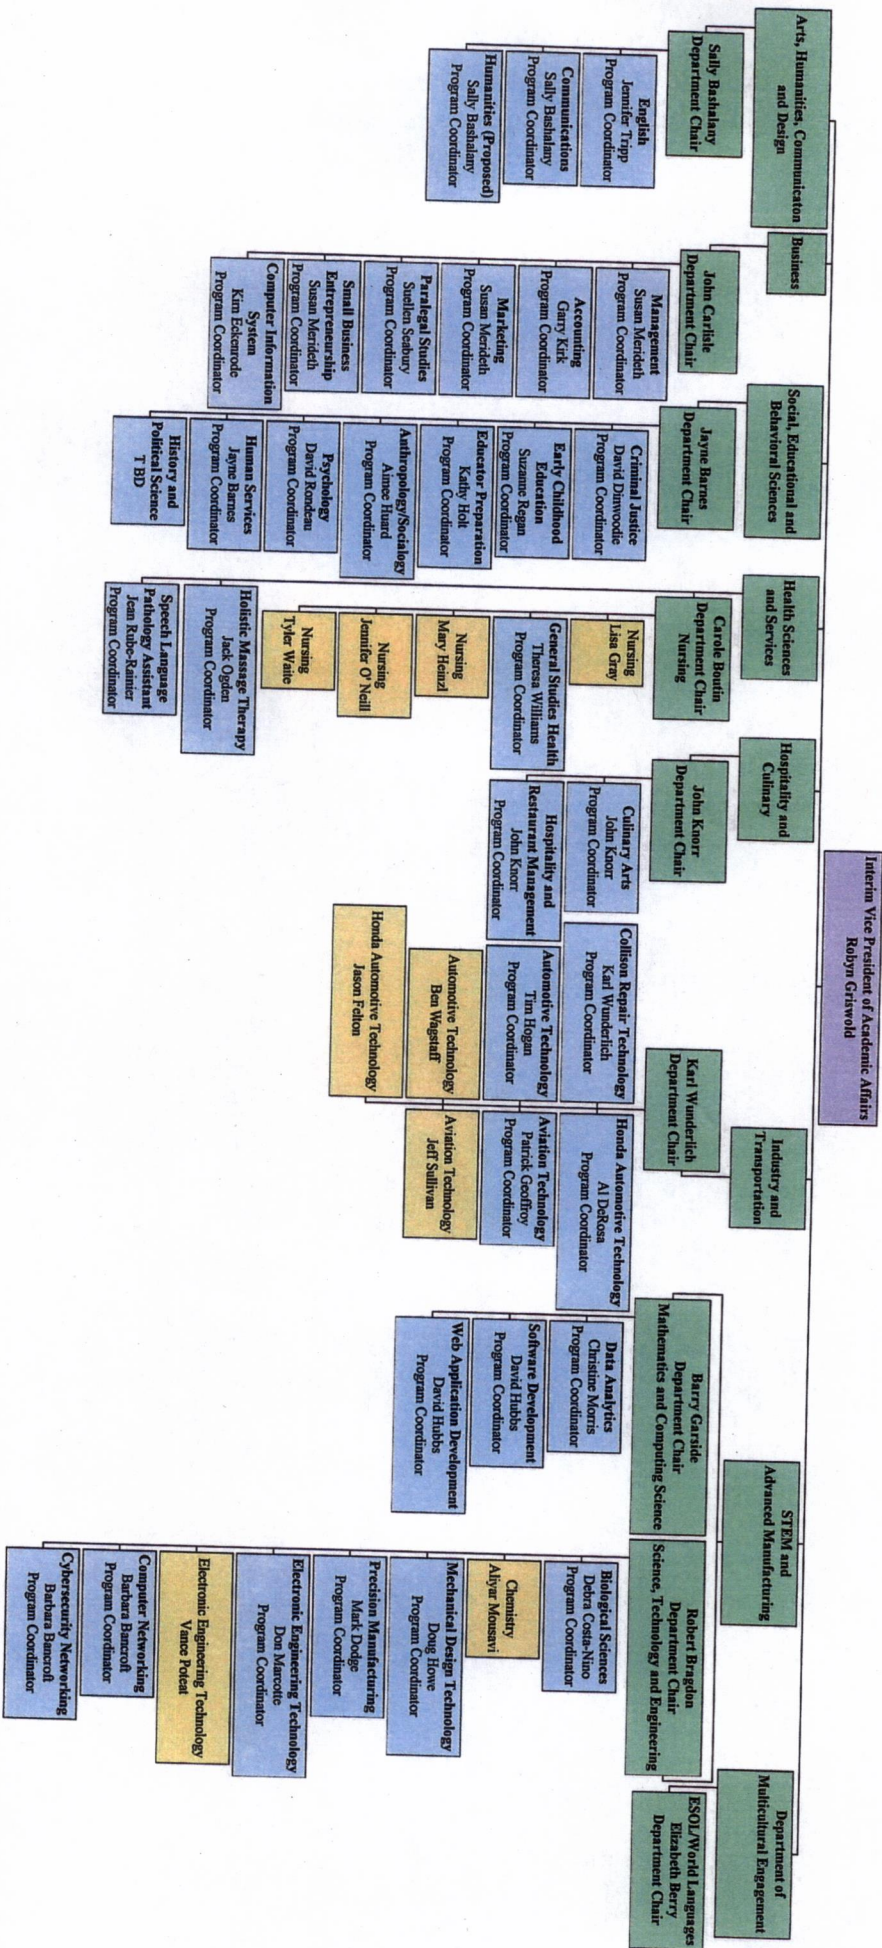 Interim Vice President of Academic Affairs
Robyn Griswold
Arts, Humanities, Communicaton
and Design
Sally Bashalany
Department Chair
English
Jennifer Tripp
Program Coordinator
Communications
Sally Bashalany
Program Coordinator
Humanities (Proposed)
Sally Bashalany
Program Coordinator
Business
John Carlisle
Department Chair
Management
Susan Merideth
Program Coordinator
Accounting
Garry Kirk
Program Coordinator
Marketing
Susan Merideth
Program Coordinator
Paralegal Studies
Suellen Seabury
Program Coordinator
Small Business
Entrepreneurship
Susan Merideth
Program Coordinator
Computer Information
System
Kim Eckenrode
Program Coordinator
Social, Educational and
Behavioral Sciences
Jayne Barnes
Department Chair
Criminal Justice
David Dinwoodie
Program Coordinator
Early Childhood
Education
Suzanne Regan
Program Coordinator
Educator Preparation
Kathy Holt
Program Coordinator
Anthropology/Socialogy
Aimee Huard
Program Coordinator
Psychology
David Rondeau
Program Coordinator
Human Services
Jayne Barnes
Program Coordinator
History and
Political Science
T BD
Health Sciences
and Services
Carole Boutin
Department Chair
Nursing
Nursing
Lisa Gray
General Studies Health
Theresa Williams
Program Coordinator
Nursing
Mary Heinzl
Nursing
Jennifer O'Neill
Nursing
Tyler Waite
Holistic Massage Therapy
Jack Ogden
Program Coordinator
Speech Language
Pathology Assistant
Jean Rube-Rainier
Program Coordinator
Hospitality and
Culinary
John Knorr
Department Chair
Culinary Arts
John Knorr
Program Coordinator
Hospitality and
Restaurant Management
John Knorr
Program Coordinator
Industry and
Transportation
Karl Wunderlich
Department Chair
Collison Repair Technology
Karl Wunderlich
Program Coordinator
Honda Automotive Technology
Al DeRosa
Program Coordinator
Automotive Technology
Tim Hogan
Program Coordinator
Aviation Technology
Patrick Geoffroy
Program Coordinator
Automotive Technology
Ben Wagstaff
Aviation Technology
Jeff Sullivan
Honda Automotive Technology
Jason Felton
STEM and
Advanced Manufacturing
Barry Garside
Department Chair
Mathematics and Computing Science
Data Analytics
Christine Morris
Program Coordinator
Software Development
David Hubbs
Program Coordinator
Web Application Development
David Hubbs
Program Coordinator
Robert Bragdon
Department Chair
Science, Technology and Engineering
Biological Sciences
Debra Costa-Nino
Program Coordinator
Chemistry
Aliyar Mousavi
Mechanical Design Technology
Doug Howe
Program Coordinator
Precision Manufacturing
Mark Dodge
Program Coordinator
Electronic Engineering Technology
Don Marcotte
Program Coordinator
Electronic Engineering Technology
Vance Poteat
Computer Networking
Barbara Bancroft
Program Coordinator
Cybersecurity Networking
Barbara Bancroft
Program Coordinator
Department of
Multicultural Engagement
ESOL/World Languages
Elizabeth Berry
Department Chair